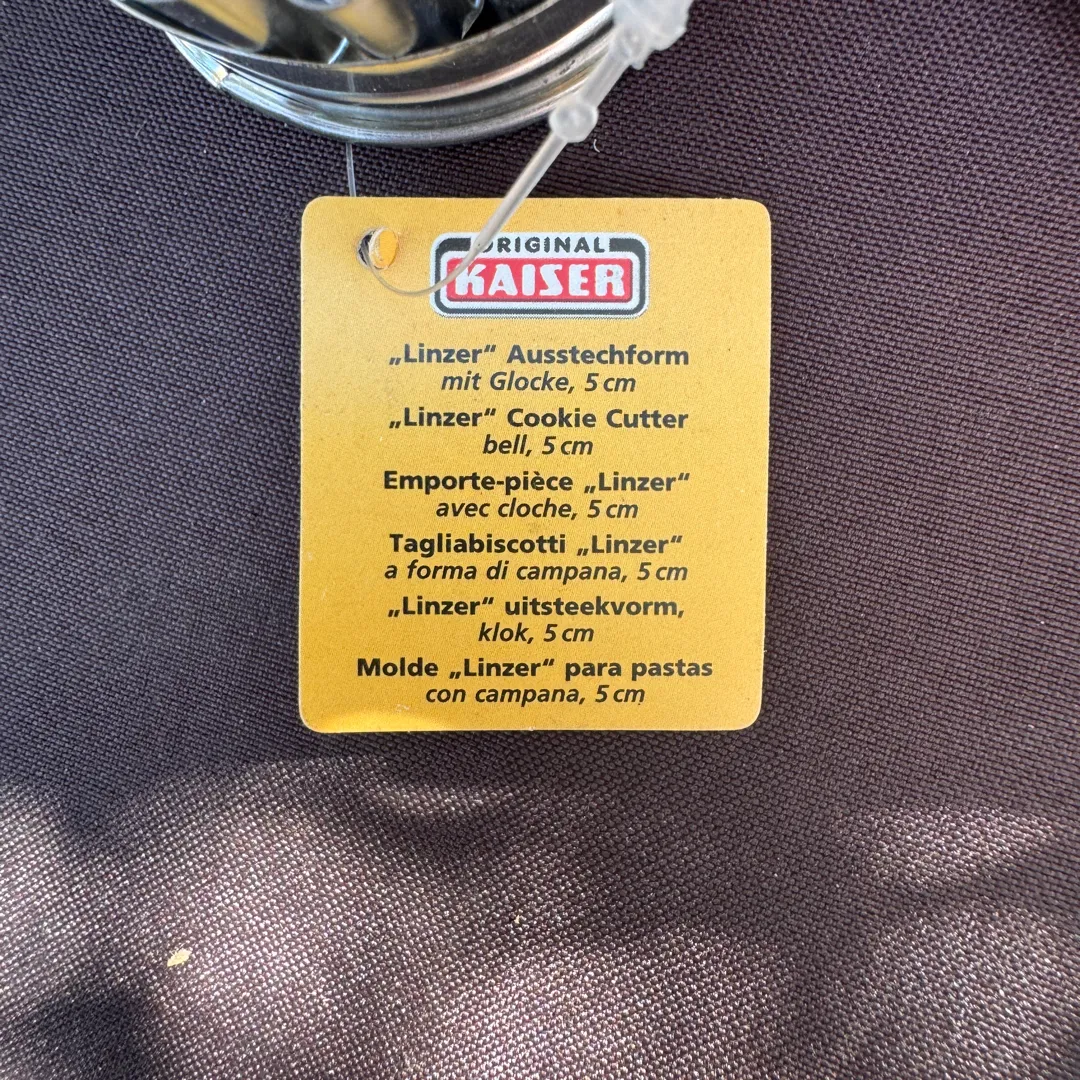 ORIGINAL
KAISER
„Linzer“ Ausstechform
mit Glocke, 5 cm
„Linzer“ Cookie Cutter
bell, 5 cm
Emporte-pièce „Linzer“
avec cloche, 5 cm
Tagliabiscotti „Linzer“
a forma di campana, 5 cm
„Linzer“ uitsteekvorm,
klok, 5 cm
Molde „Linzer“ para pastas
con campana, 5 cm